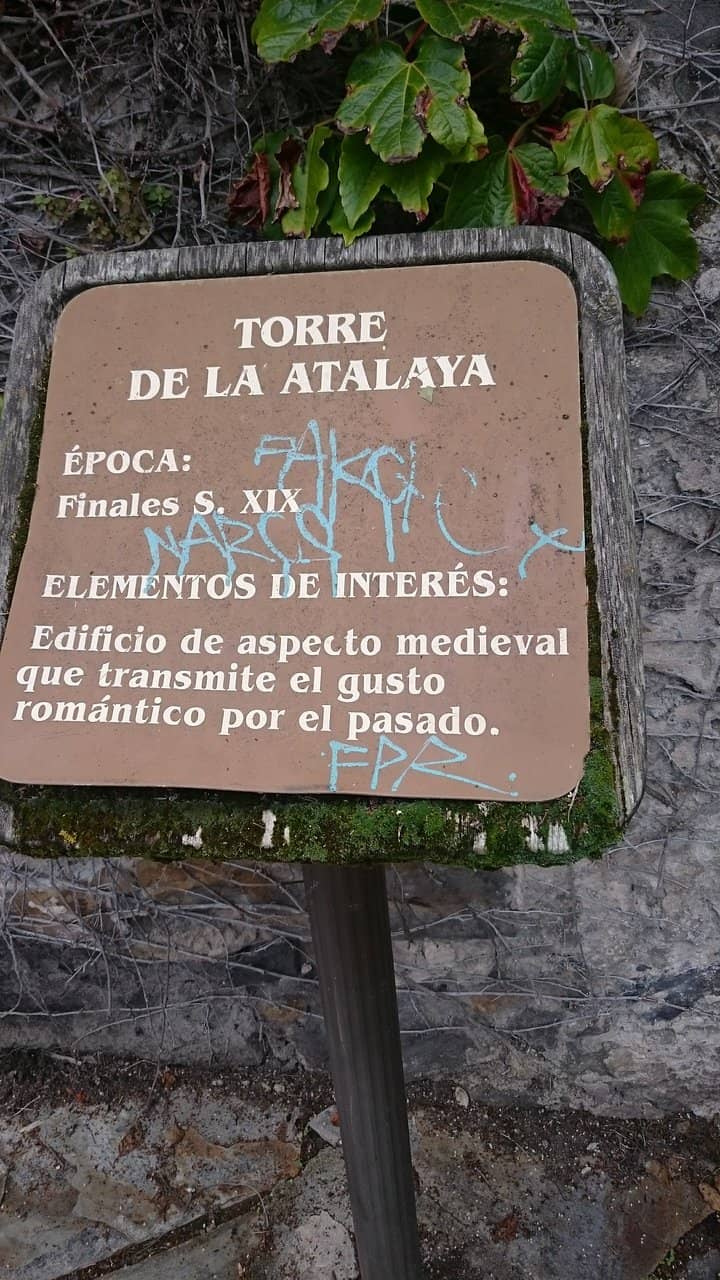 TORRE
DE LA ATALAYA
ÉPOCA:
Finales S. XIX
ELEMENTOS DE INTERÉS:
Edificio de aspecto medieval
que transmite el gusto
romántico por el pasado.
FPR.